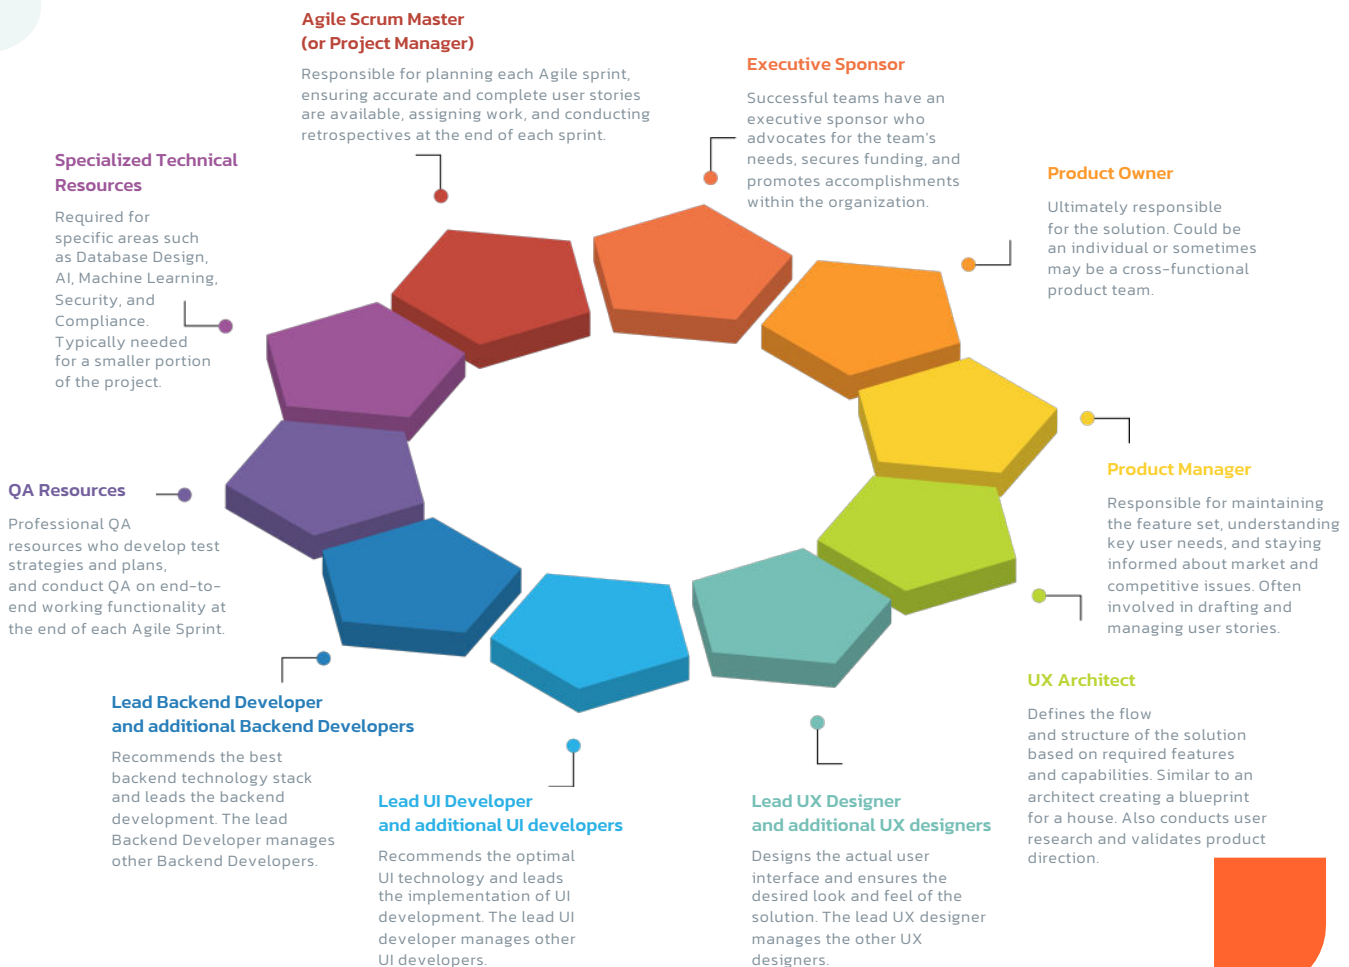 Agile Scrum Master
(or Project Manager)
Responsible for planning each Agile sprint,
ensuring accurate and complete user stories
are available, assigning work, and conducting
retrospectives at the end of each sprint.
Executive Sponsor
Successful teams have an
executive sponsor who
advocates for the team's
needs, secures funding, and
promotes accomplishments
within the organization.
Product Owner
Ultimately responsible
for the solution. Could be
an individual or sometimes
may be a cross-functional
product team.
Product Manager
Responsible for maintaining
the feature set, understanding
key user needs, and staying
informed about market and
competitive issues. Often
involved in drafting and
managing user stories.
UX Architect
Defines the flow
and structure of the solution
based on required features
and capabilities. Similar to an
architect creating a blueprint
for a house. Also conducts user
research and validates product
direction.
Lead UX Designer
and additional UX designers
Designs the actual user
interface and ensures the
desired look and feel of the
solution. The lead UX designer
manages the other UX
designers.
Lead UI Developer
and additional UI developers
Recommends the optimal
UI technology and leads
the implementation of UI
development. The lead UI
developer manages other
UI developers.
Lead Backend Developer
and additional Backend Developers
Recommends the best
backend technology stack
and leads the backend
development. The lead
Backend Developer manages
other Backend Developers.
QA Resources
Professional QA
resources who develop test
strategies and plans,
and conduct QA on end-to-
end working functionality at
the end of each Agile Sprint.
Specialized Technical
Resources
Required for
specific areas such
as Database Design,
AI, Machine Learning,
Security, and
Compliance.
Typically needed
for a smaller portion
of the project.